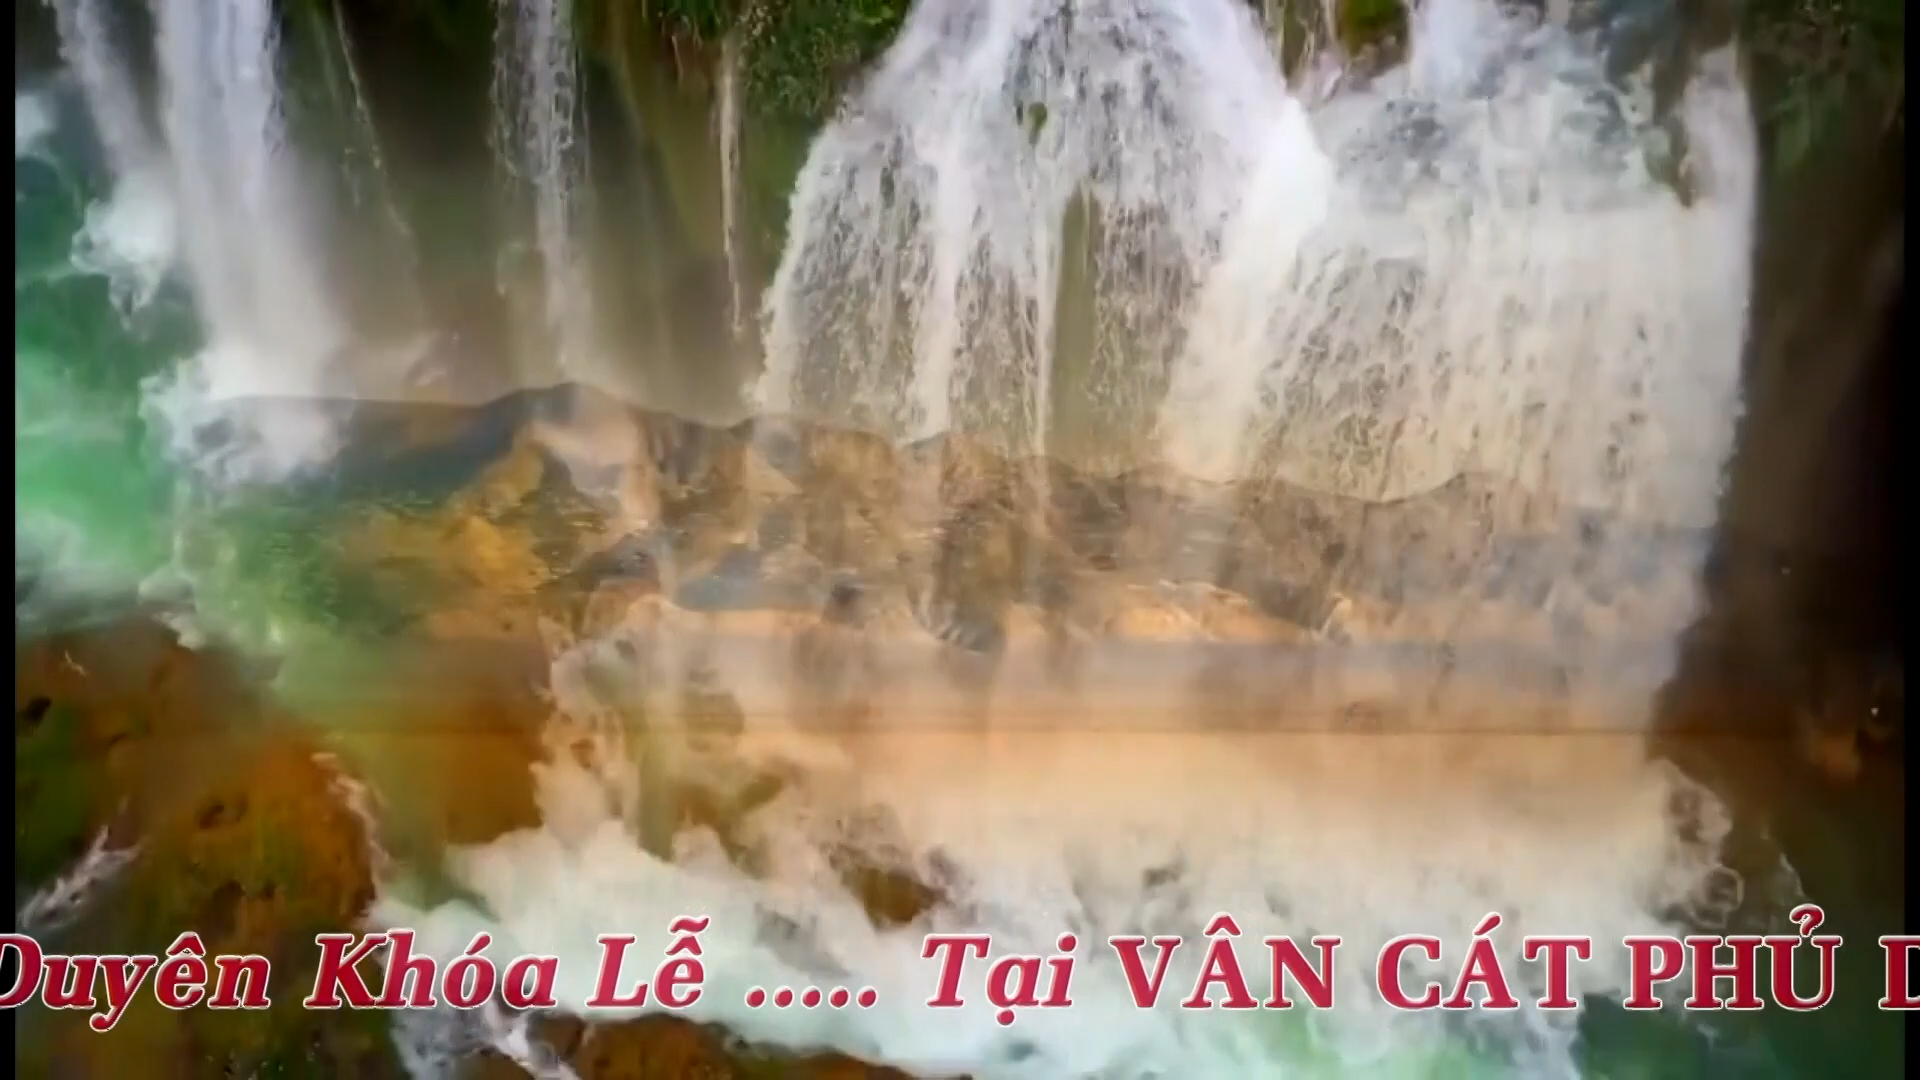 Duyên Khóa Lễ ..... Tại VÂN CÁT PHỦ